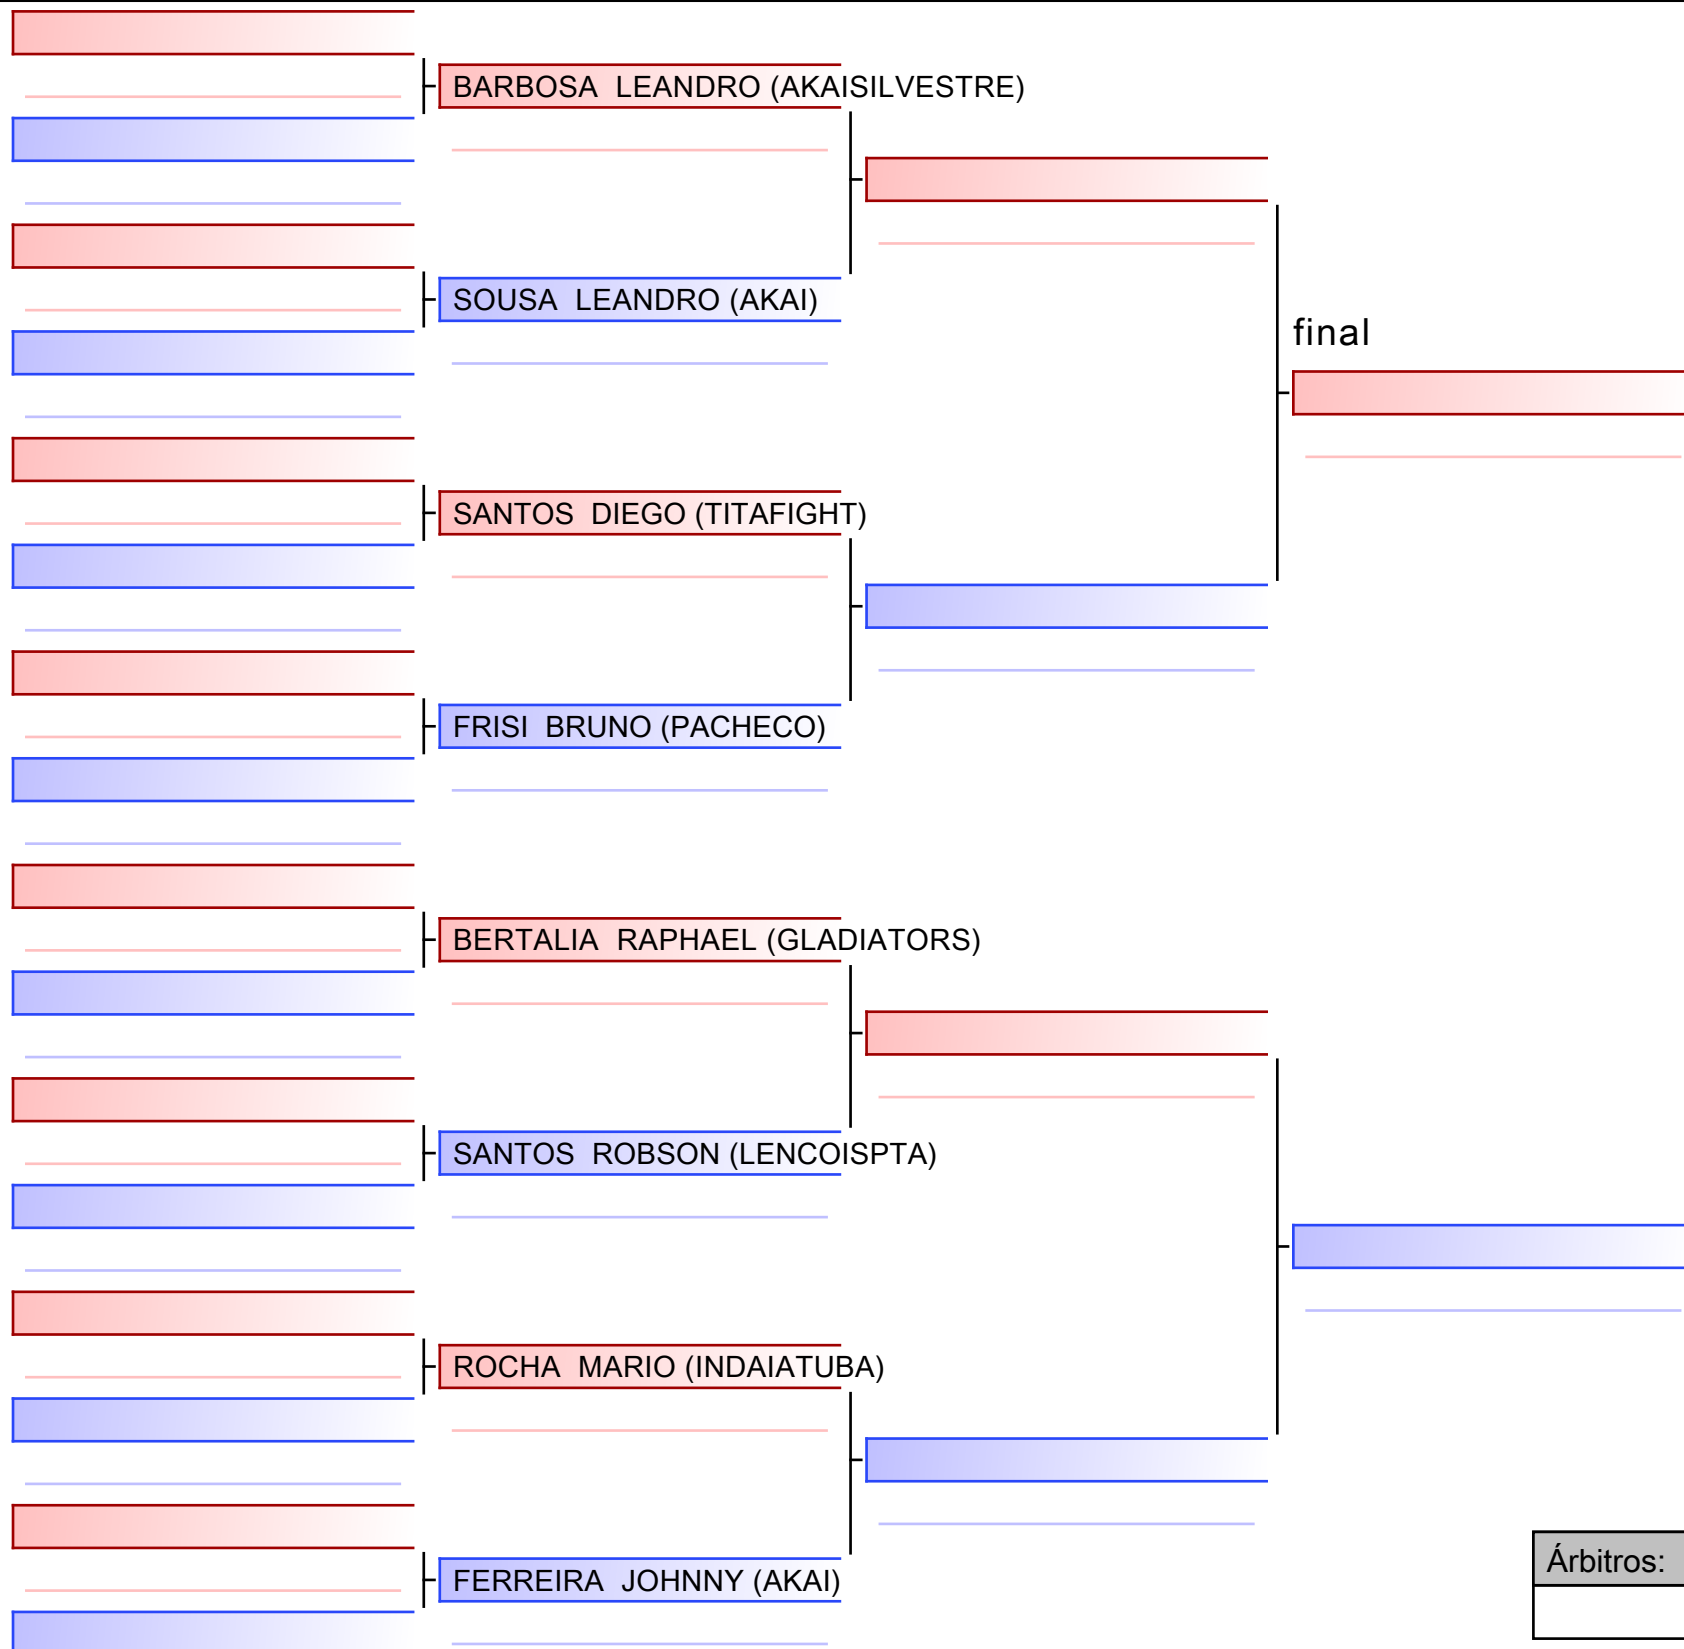 BARBOSA  LEANDRO (AKAISILVESTRE)
SOUSA  LEANDRO (AKAI)
final
SANTOS  DIEGO (TITAFIGHT)
FRISI  BRUNO (PACHECO)
BERTALIA  RAPHAEL (GLADIATORS)
SANTOS  ROBSON (LENCOISPTA)
ROCHA  MARIO (INDAIATUBA)
FERREIRA  JOHNNY (AKAI)
Árbitros: